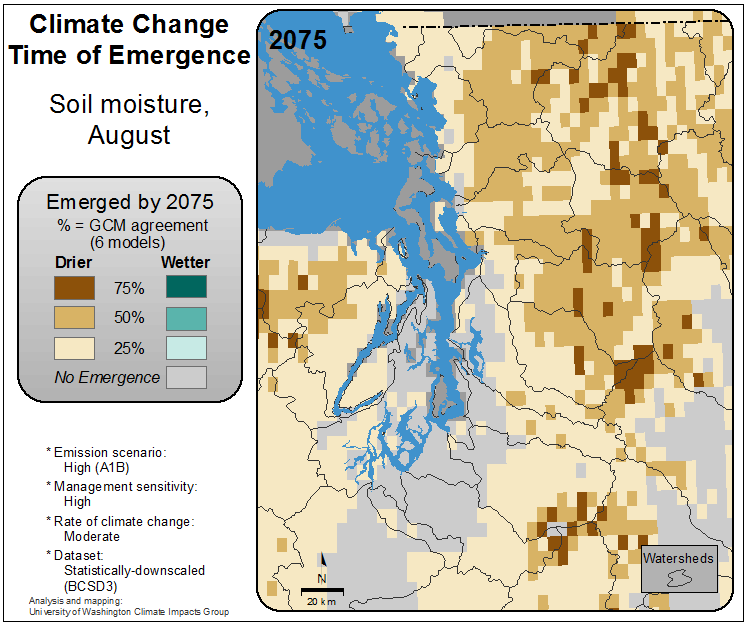 Climate Change
Time of Emergence
Soil moisture,
August
Emerged by 2075
% = GCM agreement
(6 models)
Drier Wetter
75%
50%
25%
No Emergence
* Emission scenario:
High (A1B)
* Management sensitivity:
High
* Rate of climate change:
Moderate
* Dataset:
Statistically-downscaled
(BCSD3)
Analysis and mapping:
University of Washington Climate Impacts Group
2075
N
20 km
Watersheds